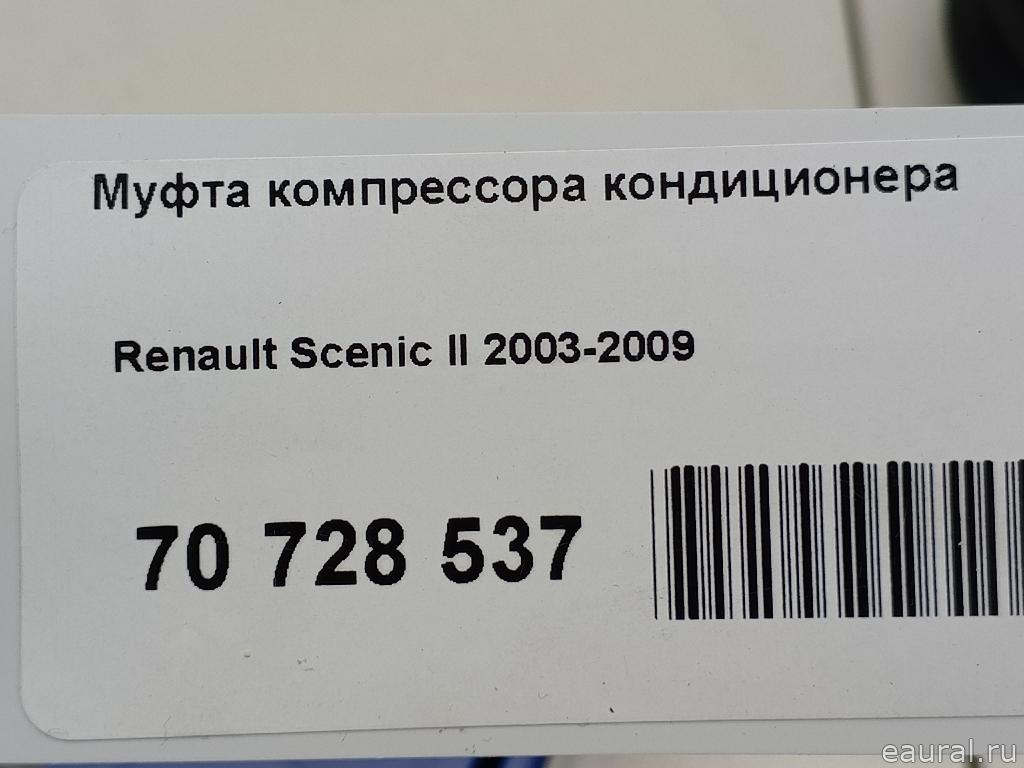 Муфта компрессора кондиционера
Renault Scenic II 2003-2009
70 728 537
eaural.ru